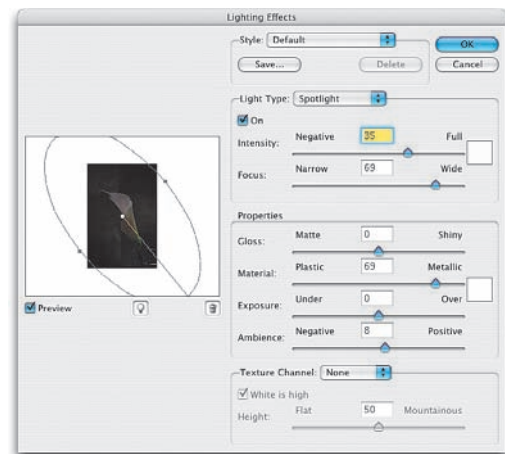 Lighting Effects
Style: Default
OK
Save...
Delete
Cancel
Light Type: Spotlight
On
Intensity: Negative 35 Full
Focus: Narrow 69 Wide
Properties
Gloss: Matte 0 Shiny
Material: Plastic 69 Metallic
Exposure: Under 0 Over
Ambience: Negative 8 Positive
Preview
Texture Channel: None
White is high
Height: Flat 50 Mountainous